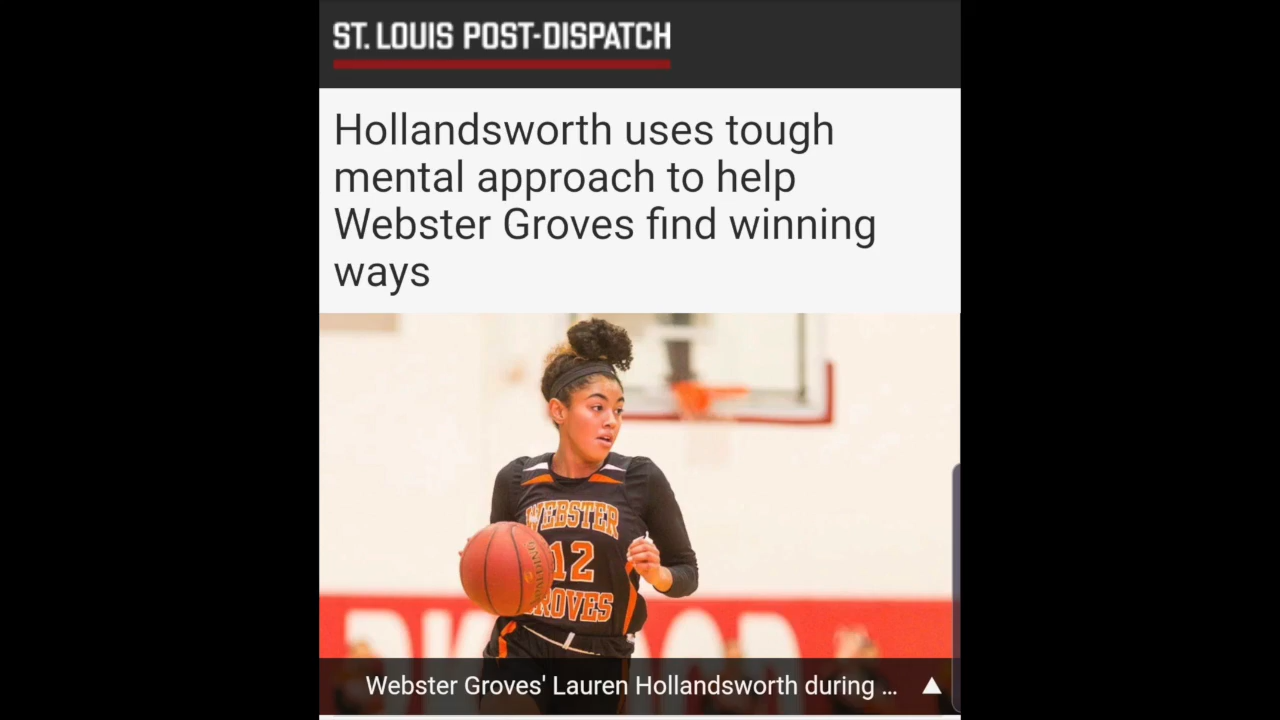 ST. LOUIS POST-DISPATCH
Hollandsworth uses tough
mental approach to help
Webster Groves find winning
ways
WEBSTER
12
GROVES
SPALDING
Webster Groves' Lauren Hollandsworth during ...